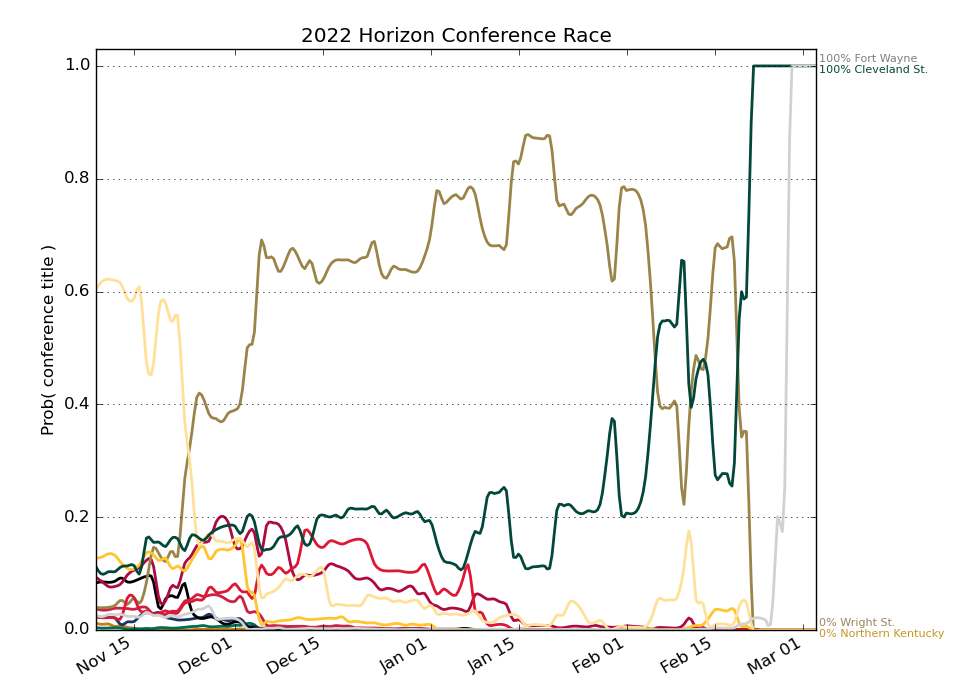 2022 Horizon Conference Race
Prob( conference title )
1.0
0.8
0.6
0.4
0.2
0.0
Nov 15
Dec 01
Dec 15
Jan 01
Jan 15
Feb 01
Feb 15
Mar 01
100% Fort Wayne
100% Cleveland St.
0% Wright St.
0% Northern Kentucky